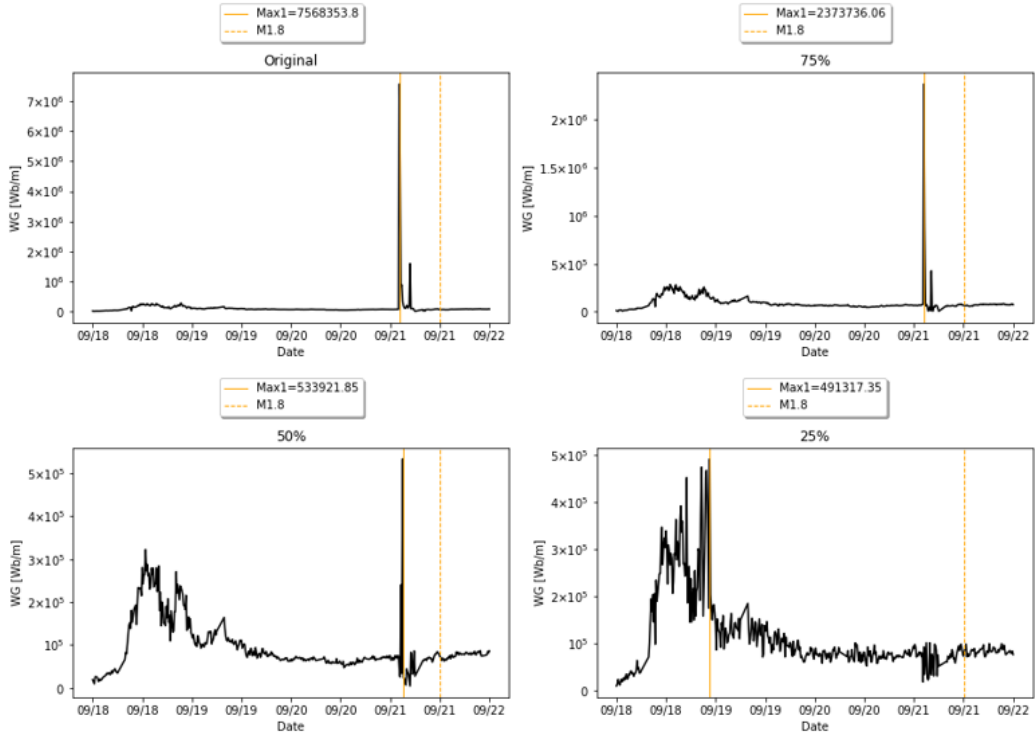 Max1=7568353.8
M1.8
Original
7×10⁶
6×10⁶
5×10⁶
4×10⁶
3×10⁶
2×10⁶
10⁶
0
WG [Wb/m]
09/18 09/18 09/19 09/19 09/20 09/20 09/21 09/21 09/22
Date
Max1=2373736.06
M1.8
75%
2×10⁶
1.5×10⁶
10⁶
5×10⁵
0
WG [Wb/m]
09/18 09/18 09/19 09/19 09/20 09/20 09/21 09/21 09/22
Date
Max1=533921.85
M1.8
50%
5×10⁵
4×10⁵
3×10⁵
2×10⁵
10⁵
0
WG [Wb/m]
09/18 09/18 09/19 09/19 09/20 09/20 09/21 09/21 09/22
Date
Max1=491317.35
M1.8
25%
5×10⁵
4×10⁵
3×10⁵
2×10⁵
10⁵
0
WG [Wb/m]
09/18 09/18 09/19 09/19 09/20 09/20 09/21 09/21 09/22
Date